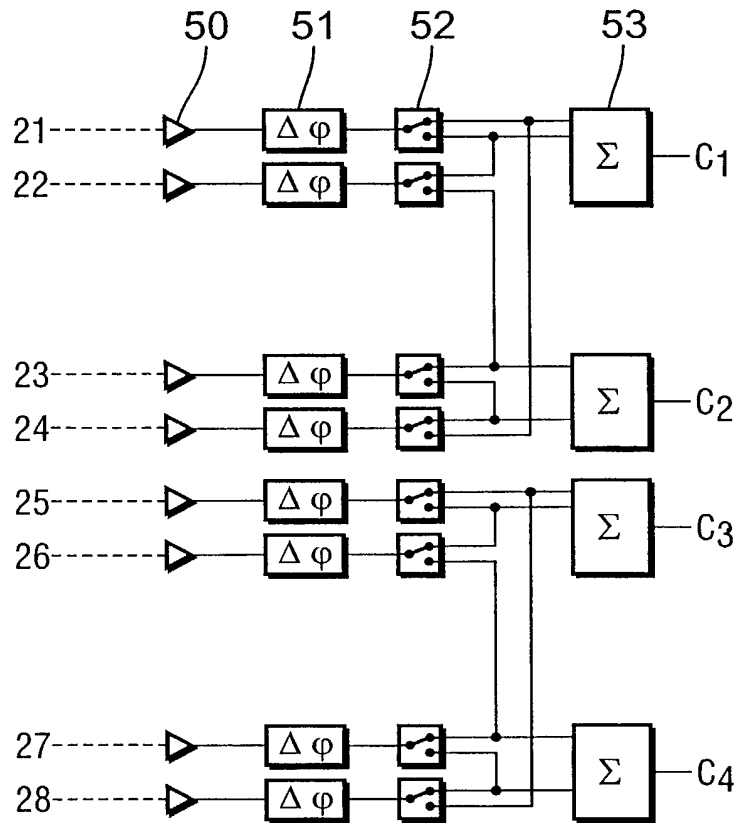 50 51 52 53
21 Δ φ Σ C1
22 Δ φ
23 Δ φ Σ C2
24 Δ φ
25 Δ φ Σ C3
26 Δ φ
27 Δ φ Σ C4
28 Δ φ